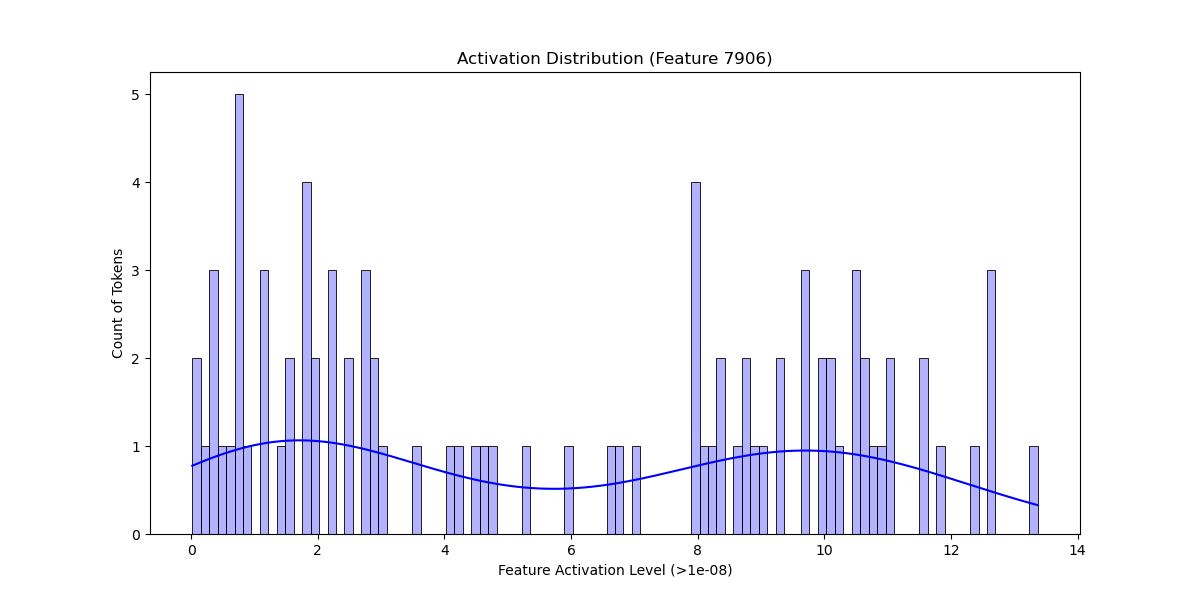 Activation Distribution (Feature 7906)
5
4
3
2
1
0
Count of Tokens
0 2 4 6 8 10 12 14
Feature Activation Level (>1e-08)